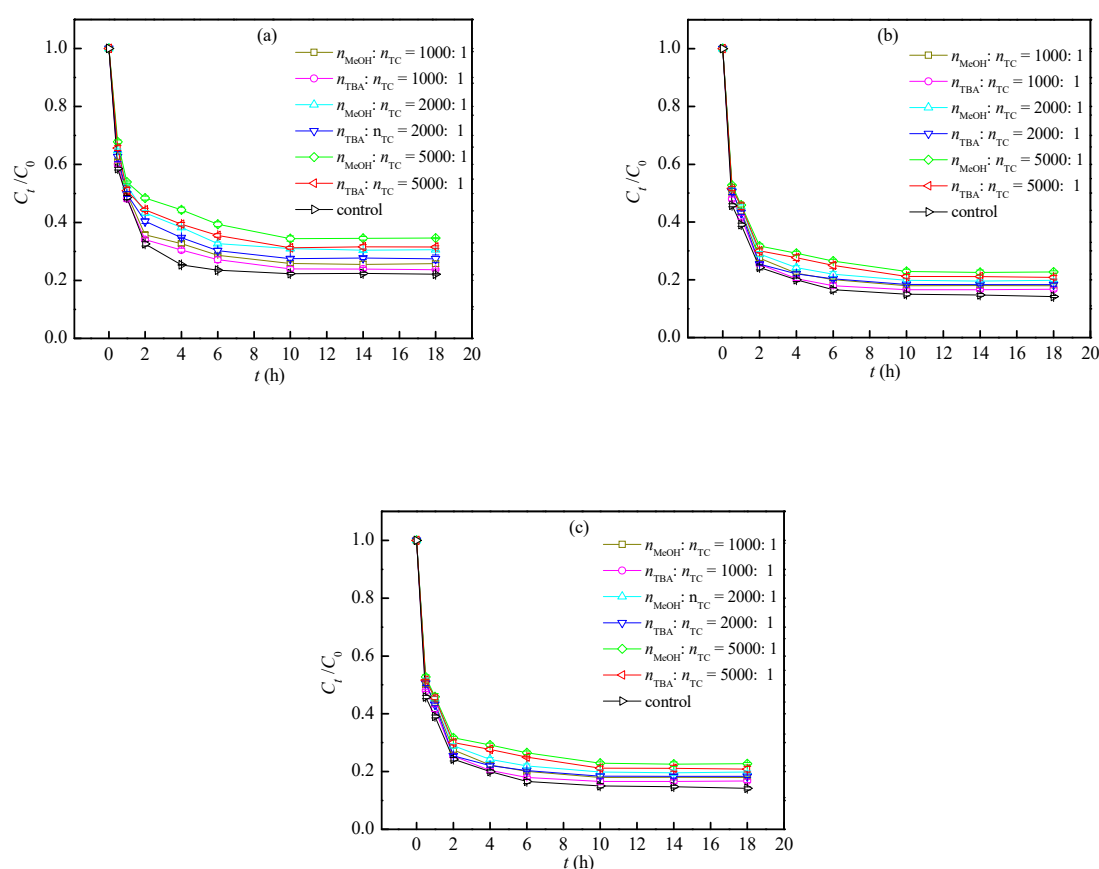 (a)
n_MeOH: n_TC = 1000: 1
n_TBA: n_TC = 1000: 1
n_MeOH: n_TC = 2000: 1
n_TBA: n_TC = 2000: 1
n_MeOH: n_TC = 5000: 1
n_TBA: n_TC = 5000: 1
control
C_t/C_0
1.0
0.8
0.6
0.4
0.2
0.0
0 2 4 6 8 10 12 14 16 18 20
t (h)
(b)
n_MeOH: n_TC = 1000: 1
n_TBA: n_TC = 1000: 1
n_MeOH: n_TC = 2000: 1
n_TBA: n_TC = 2000: 1
n_MeOH: n_TC = 5000: 1
n_TBA: n_TC = 5000: 1
control
C_t/C_0
1.0
0.8
0.6
0.4
0.2
0.0
0 2 4 6 8 10 12 14 16 18 20
t (h)
(c)
n_MeOH: n_TC = 1000: 1
n_TBA: n_TC = 1000: 1
n_MeOH: n_TC = 2000: 1
n_TBA: n_TC = 2000: 1
n_MeOH: n_TC = 5000: 1
n_TBA: n_TC = 5000: 1
control
C_t/C_0
1.0
0.8
0.6
0.4
0.2
0.0
0 2 4 6 8 10 12 14 16 18 20
t (h)